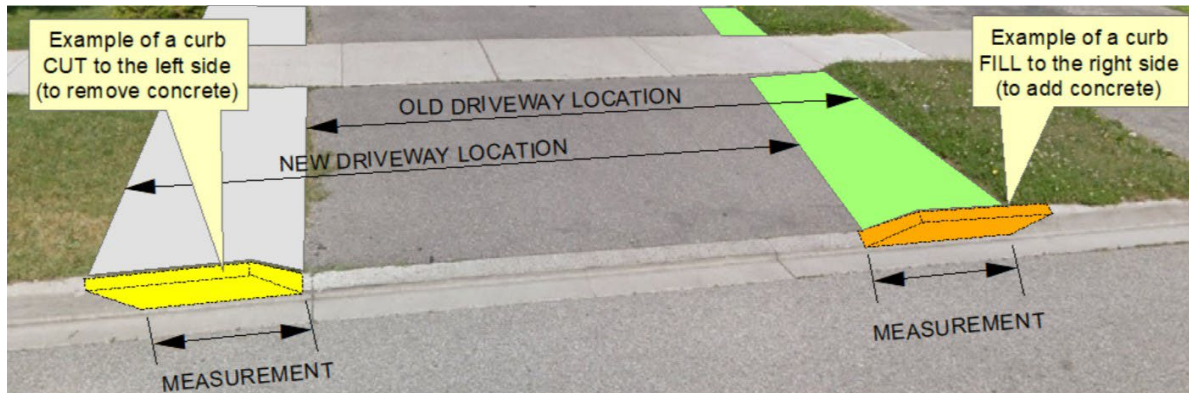 Example of a curb
CUT to the left side
(to remove concrete)
Example of a curb
FILL to the right side
(to add concrete)
OLD DRIVEWAY LOCATION
NEW DRIVEWAY LOCATION
MEASUREMENT
MEASUREMENT